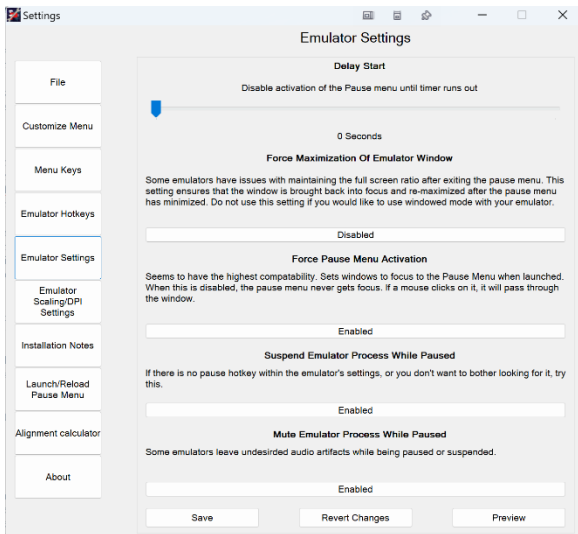 Settings
Emulator Settings
File
Customize Menu
Menu Keys
Emulator Hotkeys
Emulator Settings
Emulator
Scaling/DPI
Settings
Installation Notes
Launch/Reload
Pause Menu
Alignment calculator
About
Delay Start
Disable activation of the Pause menu until timer runs out
0 Seconds
Force Maximization Of Emulator Window
Some emulators have issues with maintaining the full screen ratio after exiting the pause menu. This
setting ensures that the window is brought back into focus and re-maximized after the pause menu
has minimized. Do not use this setting if you would like to use windowed mode with your emulator.
Disabled
Force Pause Menu Activation
Seems to have the highest compatability. Sets windows to focus to the Pause Menu when launched.
When this is disabled, the pause menu never gets focus. If a mouse clicks on it, it will pass through
the window.
Enabled
Suspend Emulator Process While Paused
If there is no pause hotkey within the emulator's settings, or you don't want to bother looking for it, try
this.
Enabled
Mute Emulator Process While Paused
Some emulators leave undesirded audio artifacts while being paused or suspended.
Enabled
Save
Revert Changes
Preview